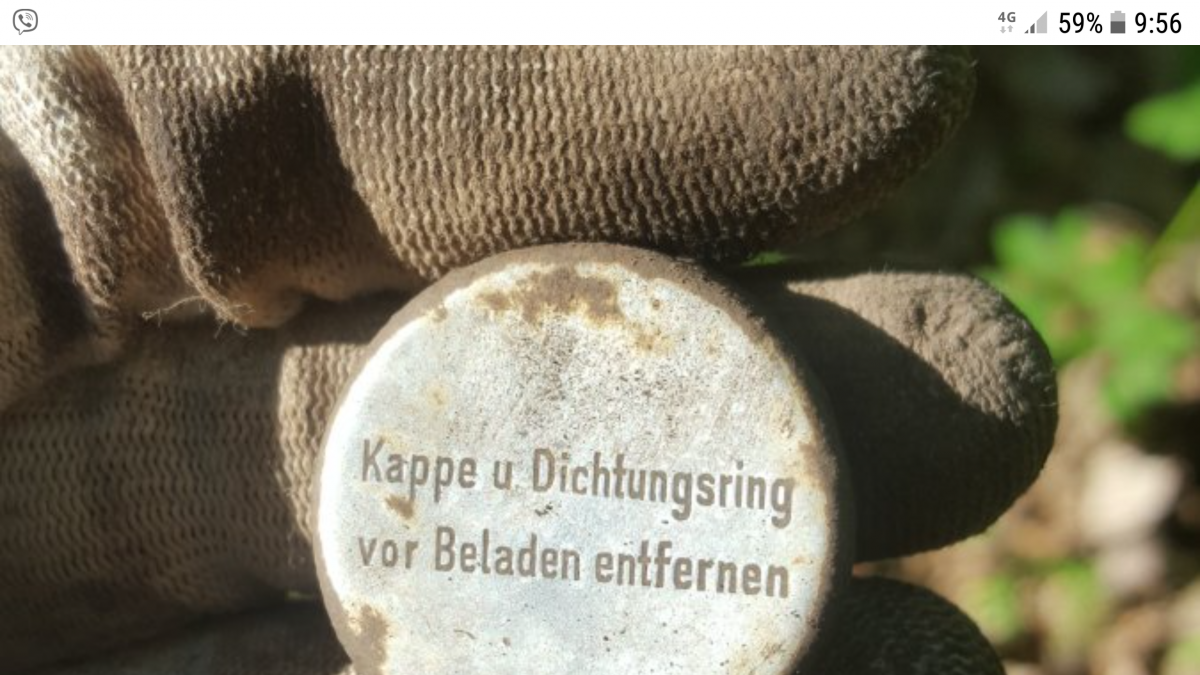 4G 59% 9:56
Kappe u. Dichtungsring
vor Beladen entfernen